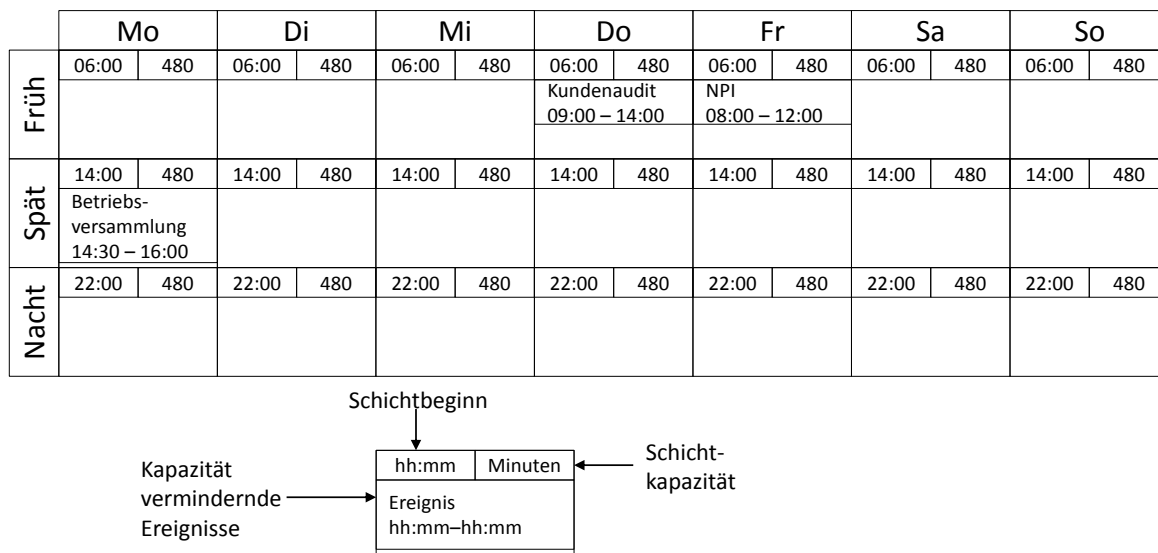 Mo Di Mi Do Fr Sa So
Früh
06:00 480 06:00 480 06:00 480 06:00 480 06:00 480 06:00 480 06:00 480
Kundenaudit NPI
09:00 – 14:00 08:00 – 12:00
Spät
14:00 480 14:00 480 14:00 480 14:00 480 14:00 480 14:00 480 14:00 480
Betriebs-
versammlung
14:30 – 16:00
Nacht
22:00 480 22:00 480 22:00 480 22:00 480 22:00 480 22:00 480 22:00 480
Schichtbeginn
hh:mm Minuten
Schicht-
kapazität
Kapazität
vermindernde
Ereignisse
Ereignis
hh:mm–hh:mm